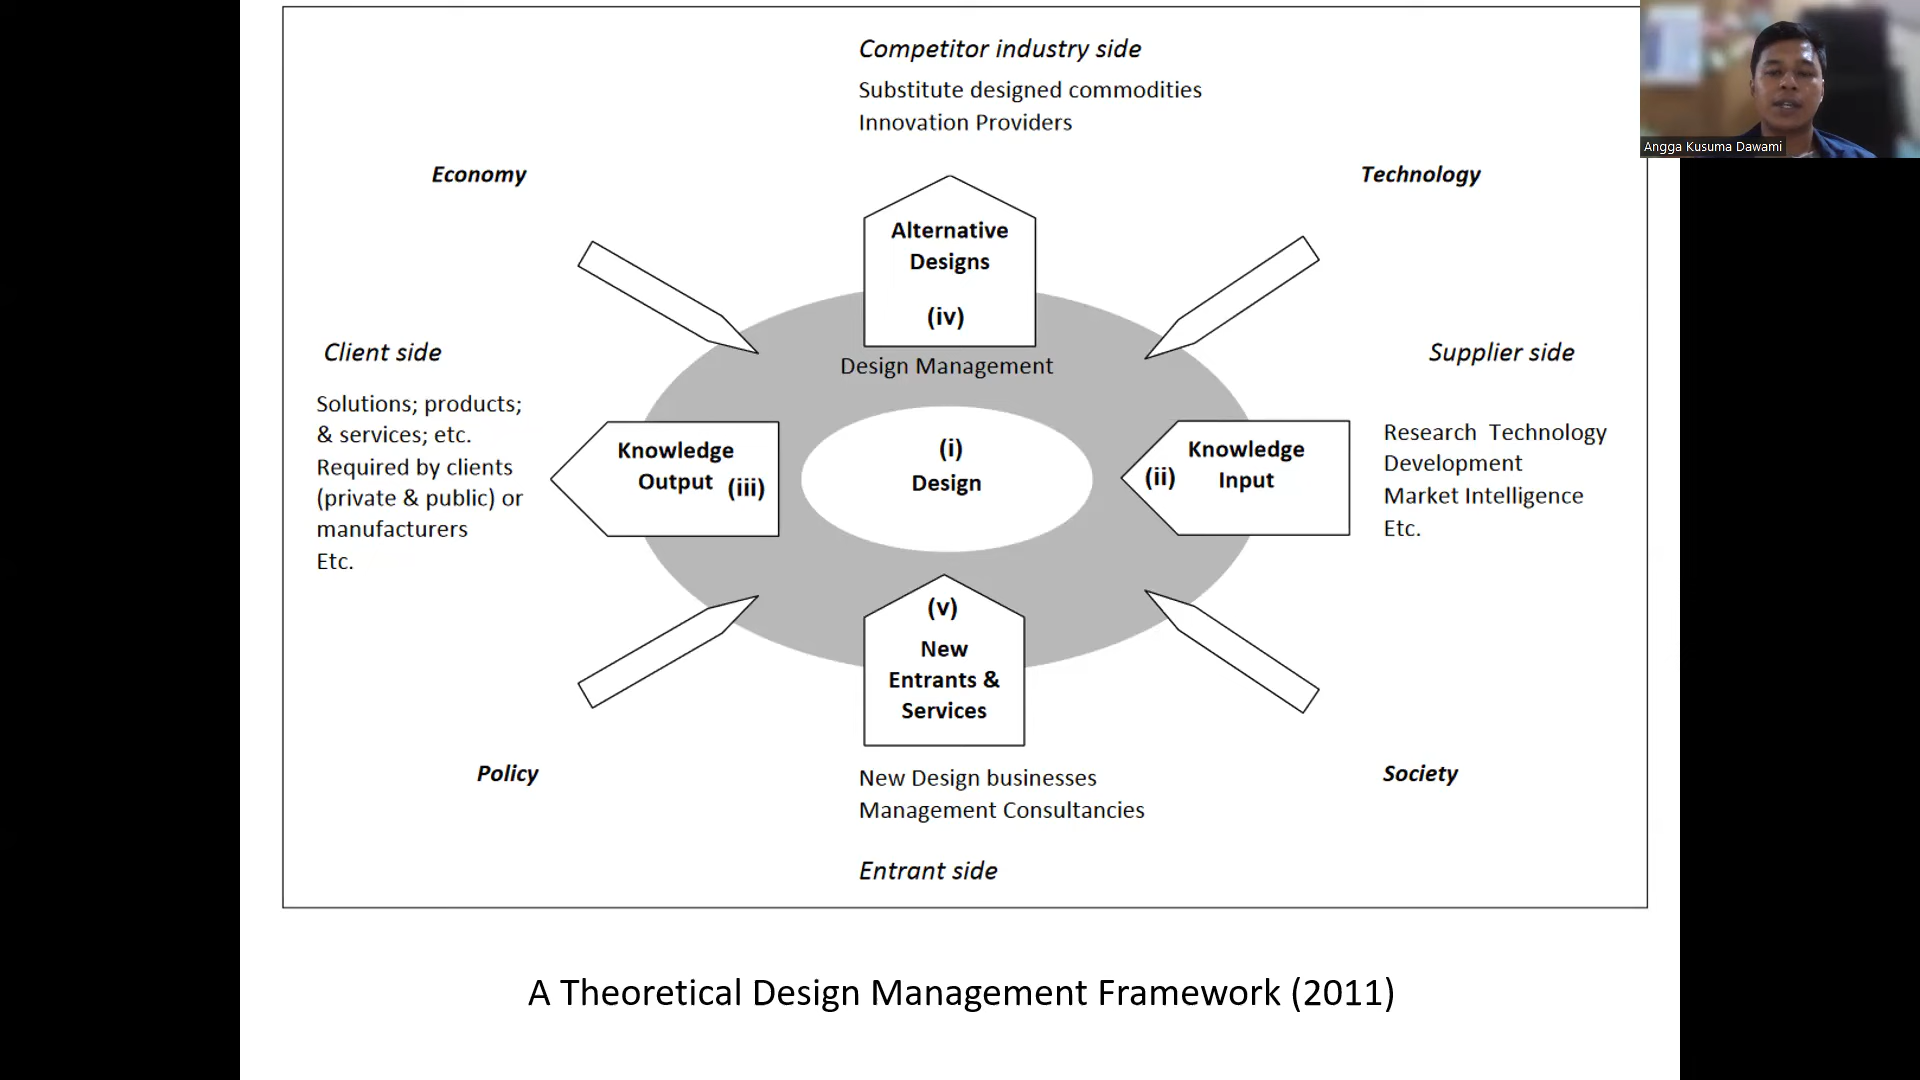 Competitor industry side
Substitute designed commodities
Innovation Providers
Angga Kusuma Dawami
Economy
Technology
Alternative
Designs
(iv)
Design Management
Client side
Supplier side
Solutions; products;
& services; etc.
Required by clients
(private & public) or
manufacturers
Etc.
Knowledge
Output (iii)
(i)
Design
Knowledge
(ii) Input
Research Technology
Development
Market Intelligence
Etc.
(v)
New
Entrants &
Services
Policy
Society
New Design businesses
Management Consultancies
Entrant side
A Theoretical Design Management Framework (2011)